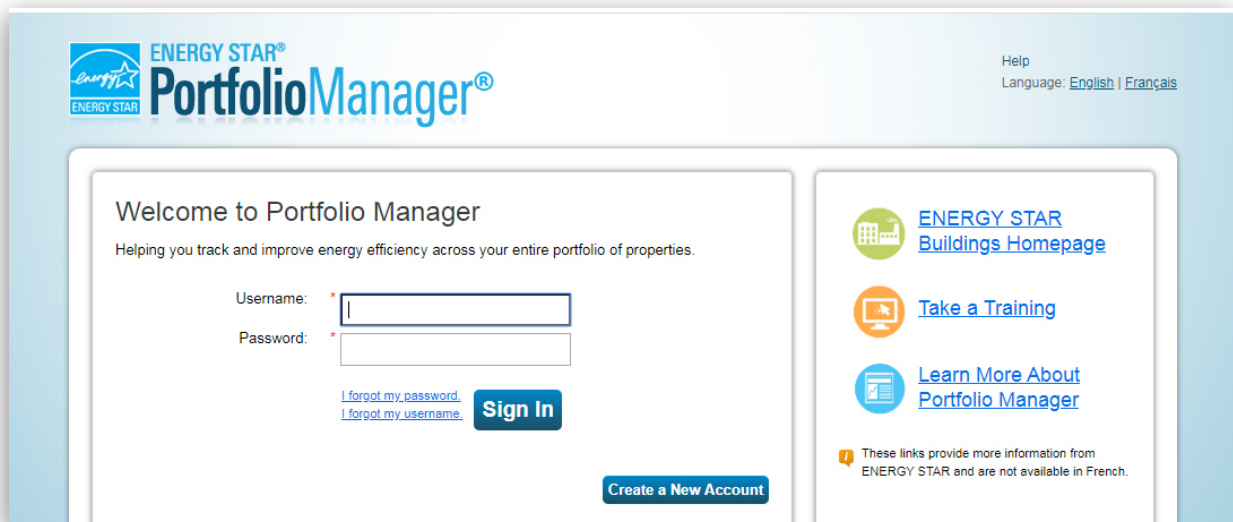 energy
ENERGY STAR
ENERGY STAR®
PortfolioManager®
Help
Language: English | Français
Welcome to Portfolio Manager
Helping you track and improve energy efficiency across your entire portfolio of properties.
Username: *
Password: *
I forgot my password.
I forgot my username.
Sign In
Create a New Account
ENERGY STAR
Buildings Homepage
Take a Training
Learn More About
Portfolio Manager
These links provide more information from
ENERGY STAR and are not available in French.